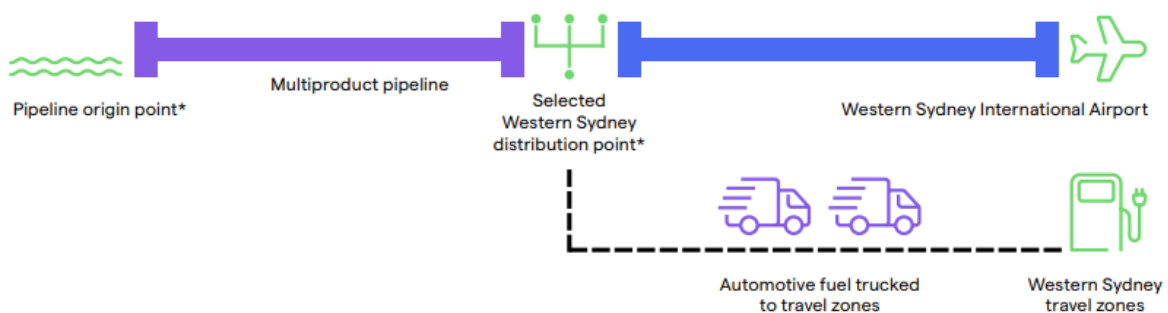 Multiproduct pipeline
Pipeline origin point*
Selected
Western Sydney
distribution point*
Western Sydney International Airport
Automotive fuel trucked
to travel zones
Western Sydney
travel zones